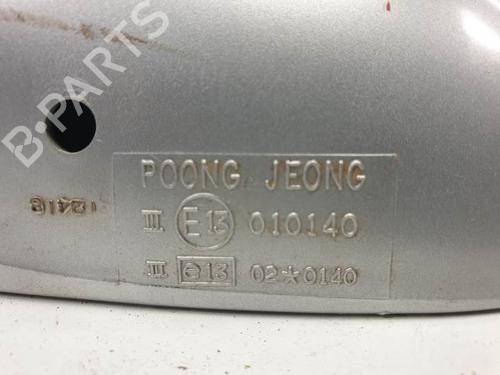 B-PARTS
POONG JEONG
III E13 010140
III e13 02*0140